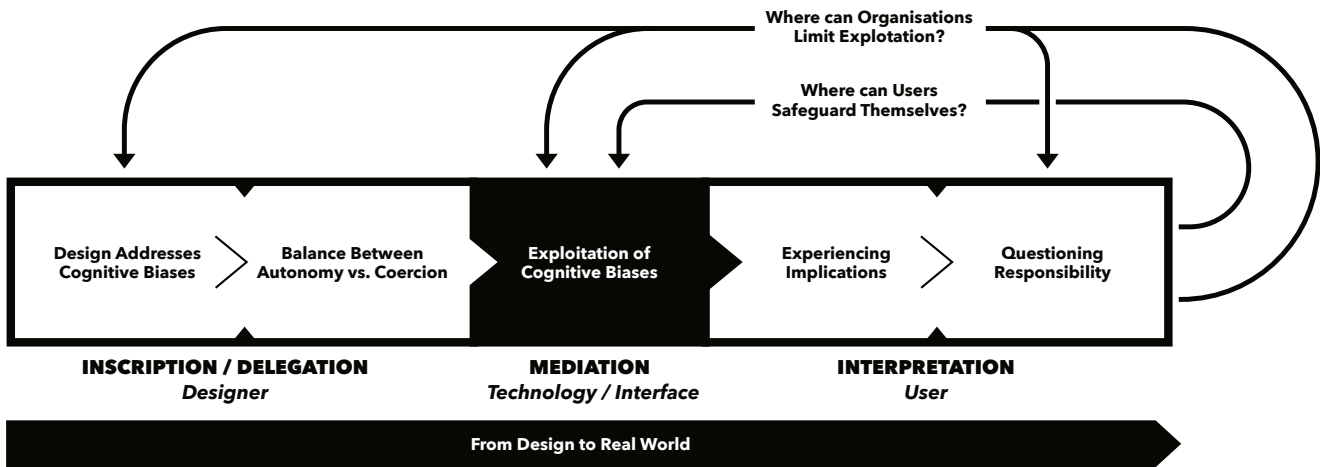 Where can Organisations
Limit Explotation?
Where can Users
Safeguard Themselves?
Design Addresses
Cognitive Biases
Balance Between
Autonomy vs. Coercion
Exploitation of
Cognitive Biases
Experiencing
Implications
Questioning
Responsibility
INSCRIPTION / DELEGATION
Designer
MEDIATION
Technology / Interface
INTERPRETATION
User
From Design to Real World